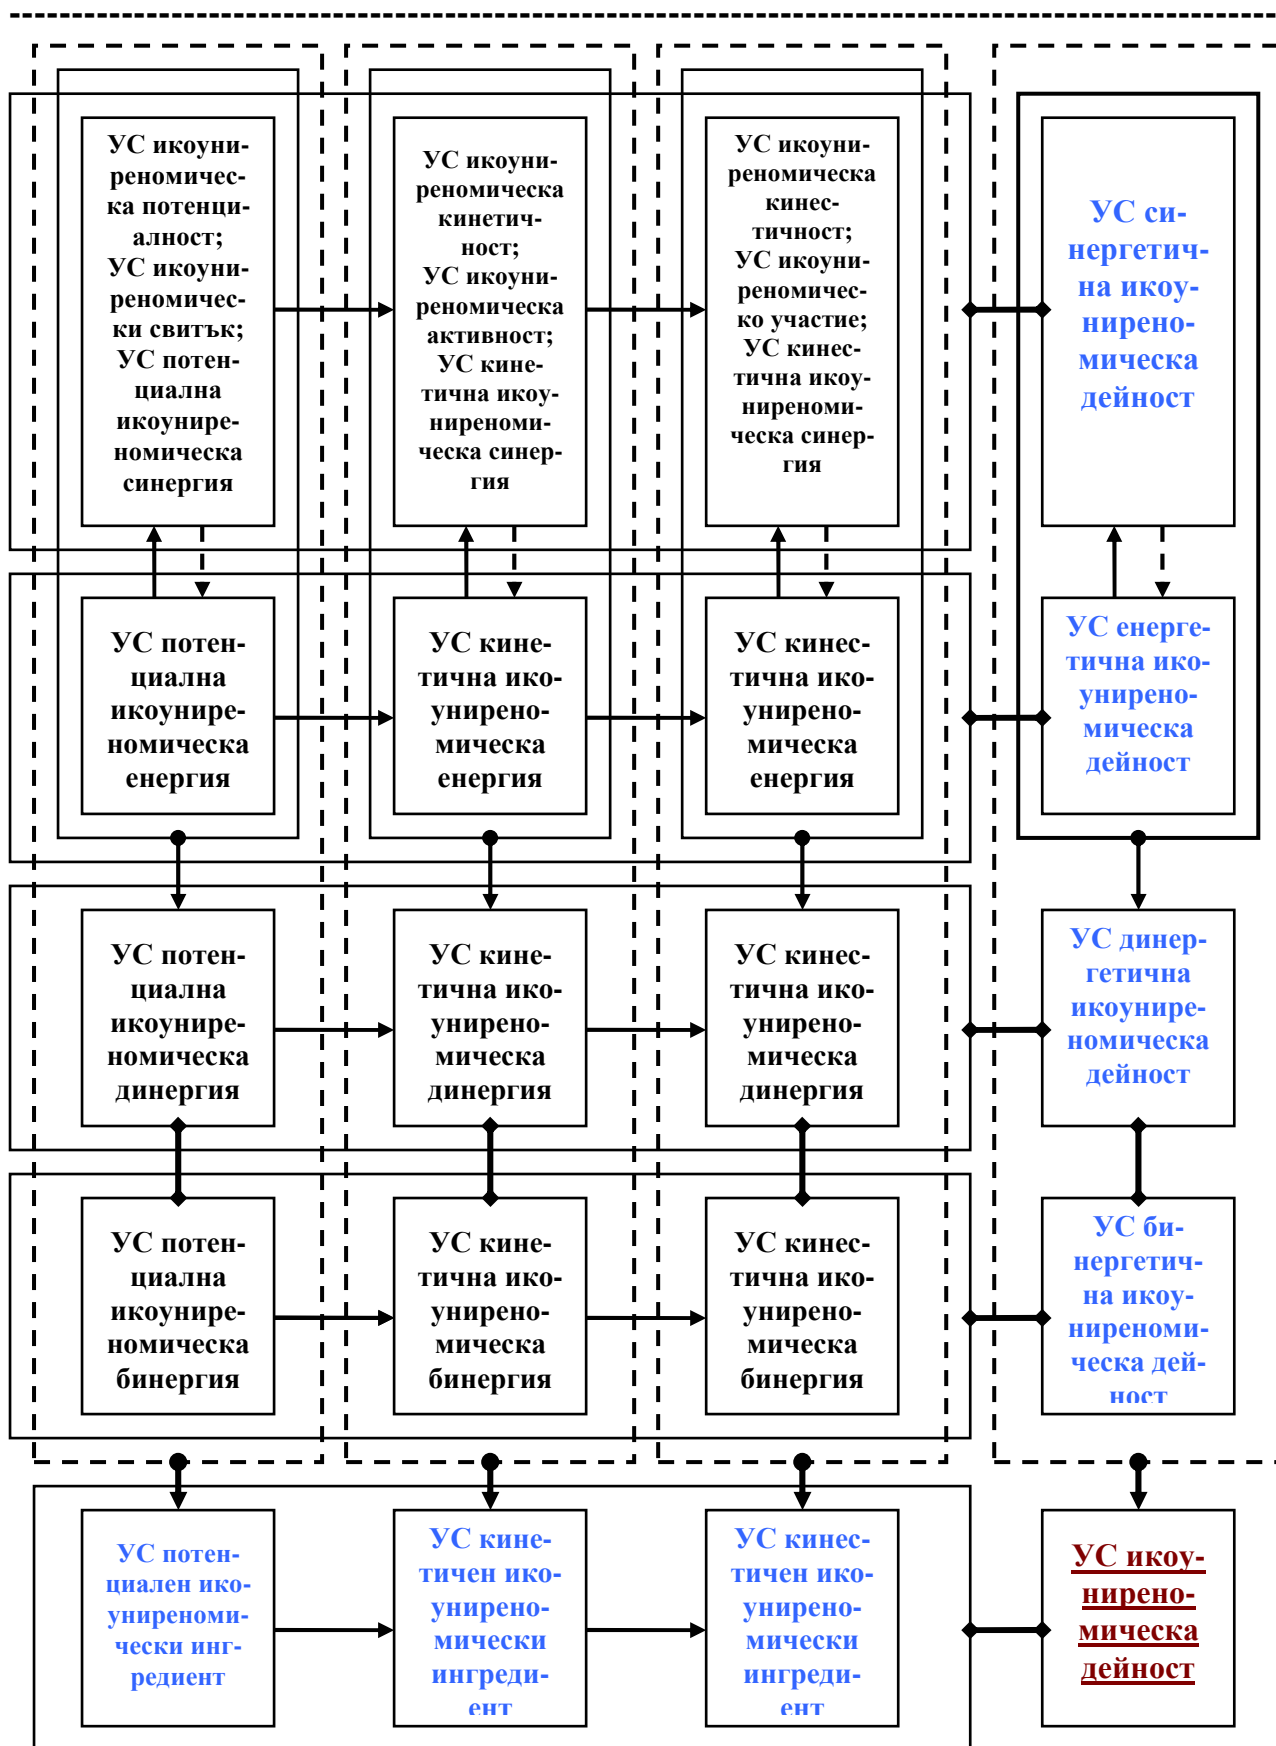 УС икоуни-
реномичес-
ка потенци-
алност;
УС икоуни-
реномичес-
ки свитък;
УС потен-
циална
икоунире-
номическа
синергия
УС икоуни-
реномическа
кинетич-
ност;
УС икоуни-
реномическа
активност;
УС кине-
тична икоу-
ниреноми-
ческа синер-
гия
УС икоуни-
реномическа
кинес-
тичност;
УС икоуни-
реномичес-
ко участие;
УС кинес-
тична икоу-
ниреноми-
ческа синер-
гия
УС си-
нергетич-
на икоу-
нирено-
мическа
дейност
УС потен-
циална
икоунире-
номическа
енергия
УС кине-
тична ико-
унирено-
мическа
енергия
УС кинес-
тична ико-
унирено-
мическа
енергия
УС енерге-
тична ико-
унирено-
мическа
дейност
УС потен-
циална
икоунире-
номическа
динергия
УС кине-
тична ико-
унирено-
мическа
динергия
УС кинес-
тична ико-
унирено-
мическа
динергия
УС динер-
гетична
икоунире-
номическа
дейност
УС потен-
циална
икоунире-
номическа
бинергия
УС кине-
тична ико-
унирено-
мическа
бинергия
УС кинес-
тична ико-
унирено-
мическа
бинергия
УС би-
нергетич-
на икоу-
ниреноми-
ческа дей-
ност
УС потен-
циален ико-
униреноми-
чески инг-
редиент
УС кине-
тичен ико-
унирено-
мически
ингреди-
ент
УС кинес-
тичен ико-
унирено-
мически
ингреди-
ент
УС икоу-
нирено-
мическа
дейност